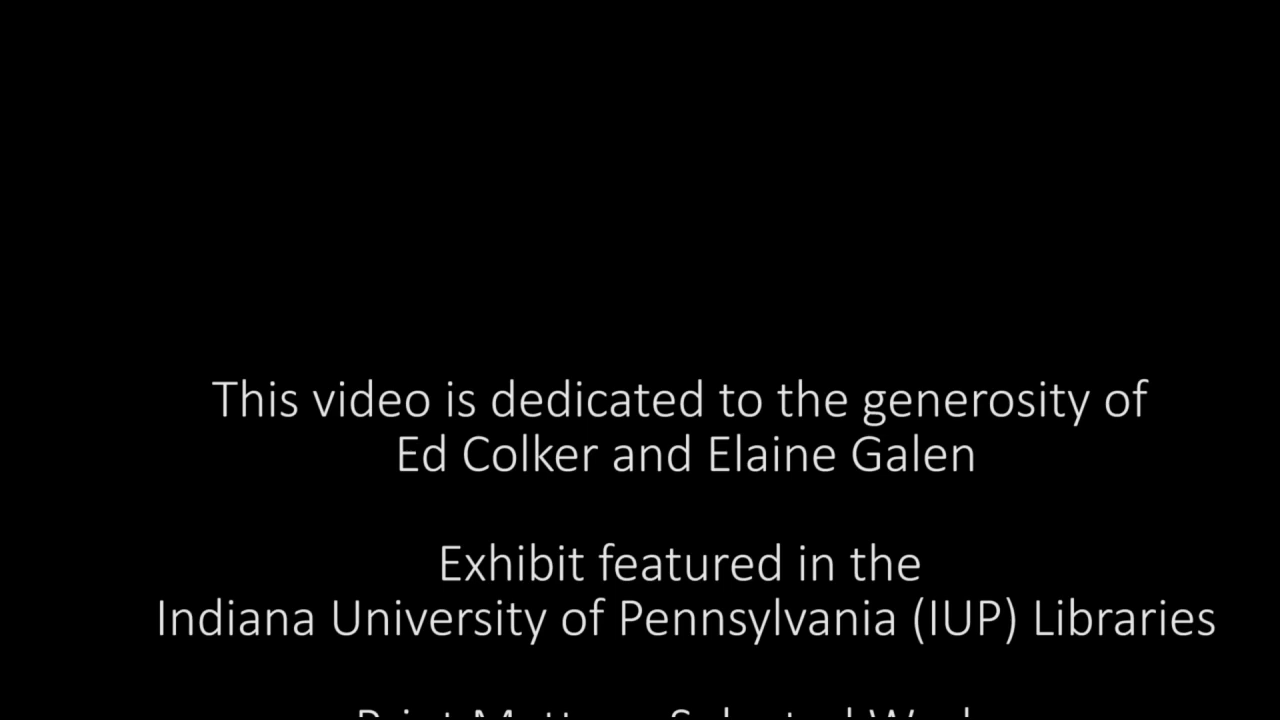 This video is dedicated to the generosity of
Ed Colker and Elaine Galen
Exhibit featured in the
Indiana University of Pennsylvania (IUP) Libraries